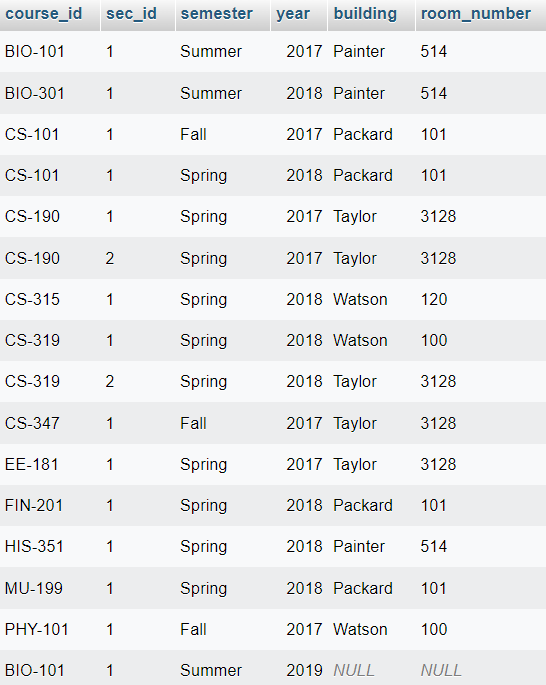 course_id sec_id semester year building room_number
BIO-101 1 Summer 2017 Painter 514
BIO-301 1 Summer 2018 Painter 514
CS-101 1 Fall 2017 Packard 101
CS-101 1 Spring 2018 Packard 101
CS-190 1 Spring 2017 Taylor 3128
CS-190 2 Spring 2017 Taylor 3128
CS-315 1 Spring 2018 Watson 120
CS-319 1 Spring 2018 Watson 100
CS-319 2 Spring 2018 Taylor 3128
CS-347 1 Fall 2017 Taylor 3128
EE-181 1 Spring 2017 Taylor 3128
FIN-201 1 Spring 2018 Packard 101
HIS-351 1 Spring 2018 Painter 514
MU-199 1 Spring 2018 Packard 101
PHY-101 1 Fall 2017 Watson 100
BIO-101 1 Summer 2019 NULL NULL